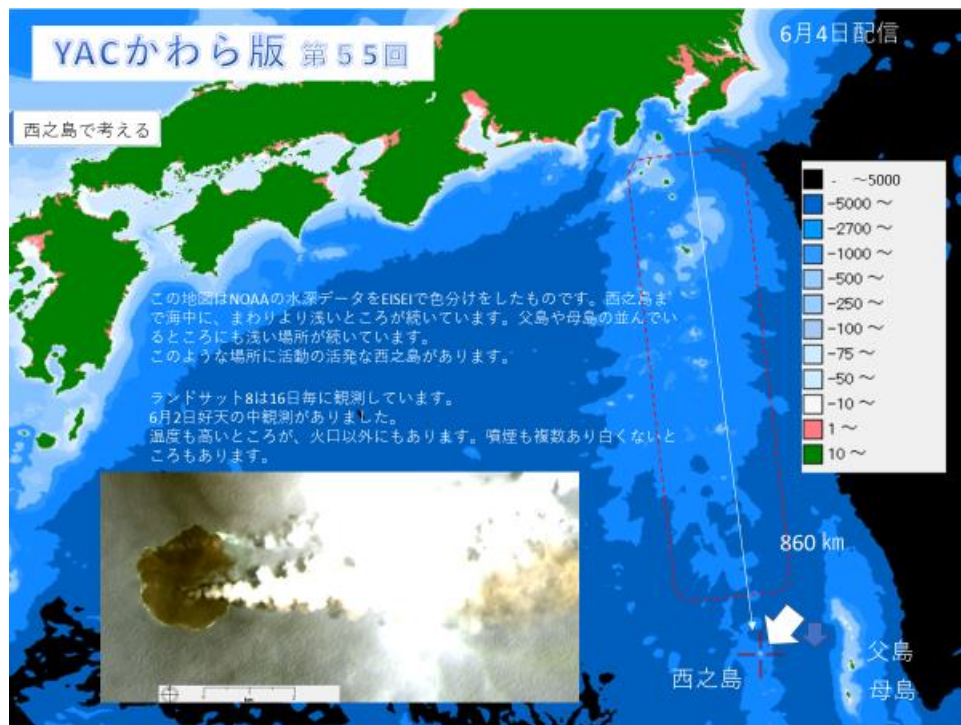 YACかわら版 第55回
6月4日配信
西之島で考える
. ～5000
-5000～
-2700～
-1000～
-500～
-250～
-100～
-75～
-50～
-10～
1～
10～
この地図はNOAAの水深データをEISEIで色分けをしたものです。西之島ま
で海中に、まわりより浅いところが続いています。父島や母島の並んでい
るところにも浅い場所が続いています。
このような場所に活動の活発な西之島があります。
ランドサット8は16日毎に観測しています。
6月2日好天の中観測がありました。
温度も高いところが、火口以外にもあります。噴煙も複数あり白くないと
ころもあります。
860 ㎞
西之島
父島
母島